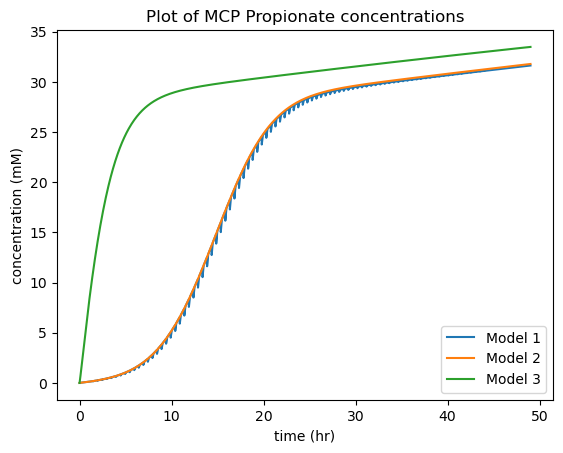 Plot of MCP Propionate concentrations
35
30
25
20
15
10
5
0
concentration (mM)
0 10 20 30 40 50
time (hr)
Model 1
Model 2
Model 3